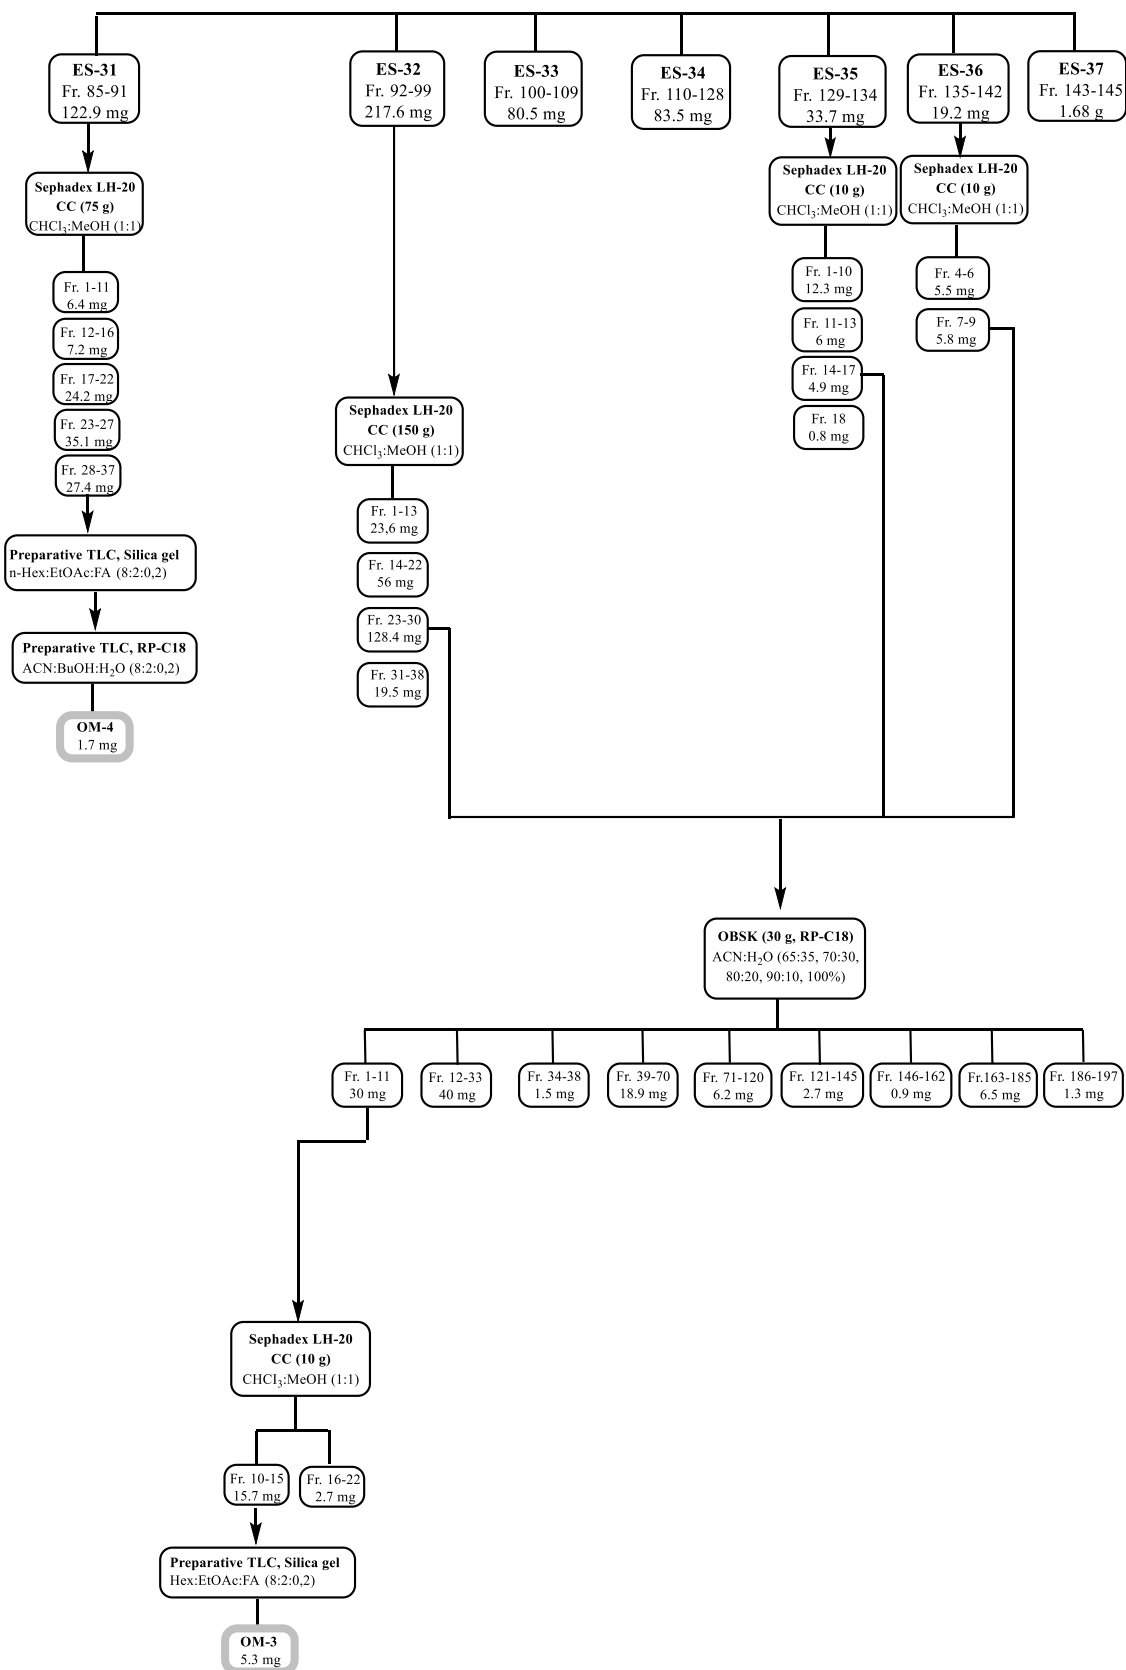 ES-31
Fr. 85-91
122.9 mg
ES-32
Fr. 92-99
217.6 mg
ES-33
Fr. 100-109
80.5 mg
ES-34
Fr. 110-128
83.5 mg
ES-35
Fr. 129-134
33.7 mg
ES-36
Fr. 135-142
19.2 mg
ES-37
Fr. 143-145
1.68 g
Sephadex LH-20
CC (75 g)
CHCl3:MeOH (1:1)
Fr. 1-11
6.4 mg
Fr. 12-16
7.2 mg
Fr. 17-22
24.2 mg
Fr. 23-27
35.1 mg
Fr. 28-37
27.4 mg
Preparative TLC, Silica gel
n-Hex:EtOAc:FA (8:2:0,2)
Preparative TLC, RP-C18
ACN:BuOH:H2O (8:2:0,2)
OM-4
1.7 mg
Sephadex LH-20
CC (150 g)
CHCl3:MeOH (1:1)
Fr. 1-13
23,6 mg
Fr. 14-22
56 mg
Fr. 23-30
128.4 mg
Fr. 31-38
19.5 mg
Sephadex LH-20
CC (10 g)
CHCl3:MeOH (1:1)
Fr. 1-10
12.3 mg
Fr. 11-13
6 mg
Fr. 14-17
4.9 mg
Fr. 18
0.8 mg
Sephadex LH-20
CC (10 g)
CHCl3:MeOH (1:1)
Fr. 4-6
5.5 mg
Fr. 7-9
5.8 mg
OBSK (30 g, RP-C18)
ACN:H2O (65:35, 70:30,
80:20, 90:10, 100%)
Fr. 1-11
30 mg
Fr. 12-33
40 mg
Fr. 34-38
1.5 mg
Fr. 39-70
18.9 mg
Fr. 71-120
6.2 mg
Fr. 121-145
2.7 mg
Fr. 146-162
0.9 mg
Fr.163-185
6.5 mg
Fr. 186-197
1.3 mg
Sephadex LH-20
CC (10 g)
CHCI3:MeOH (1:1)
Fr. 10-15
15.7 mg
Fr. 16-22
2.7 mg
Preparative TLC, Silica gel
Hex:EtOAc:FA (8:2:0,2)
OM-3
5.3 mg